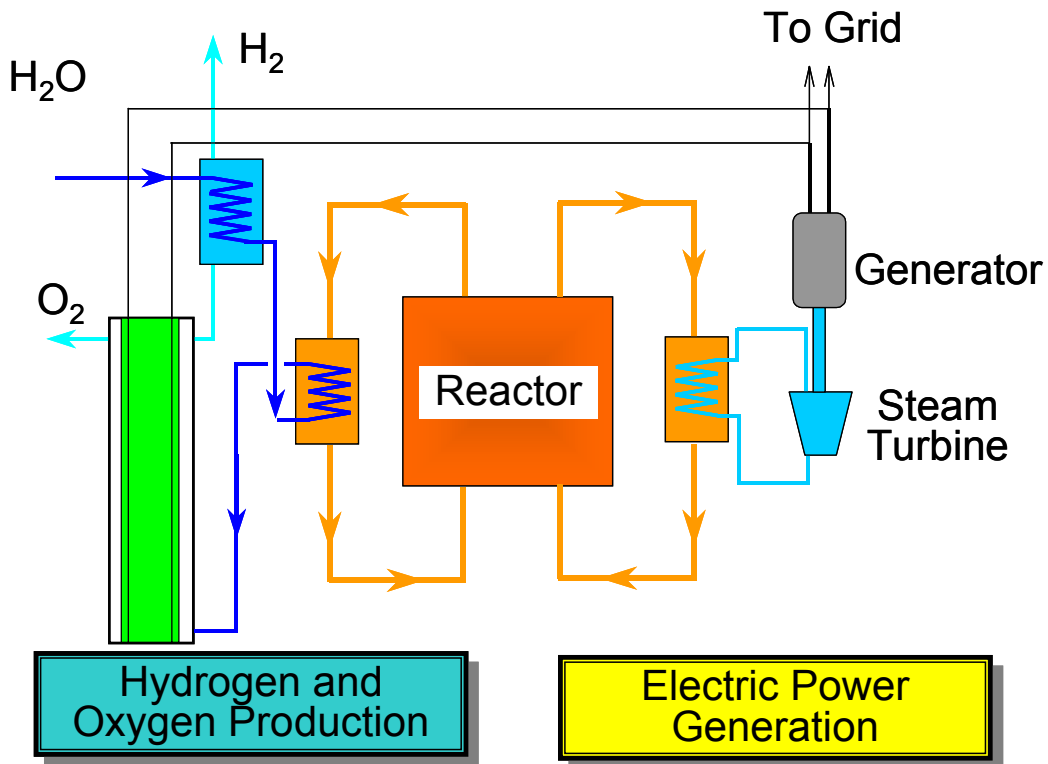 To Grid
H₂
H₂O
Generator
O₂
Reactor
Steam
Turbine
Hydrogen and
Oxygen Production
Electric Power
Generation